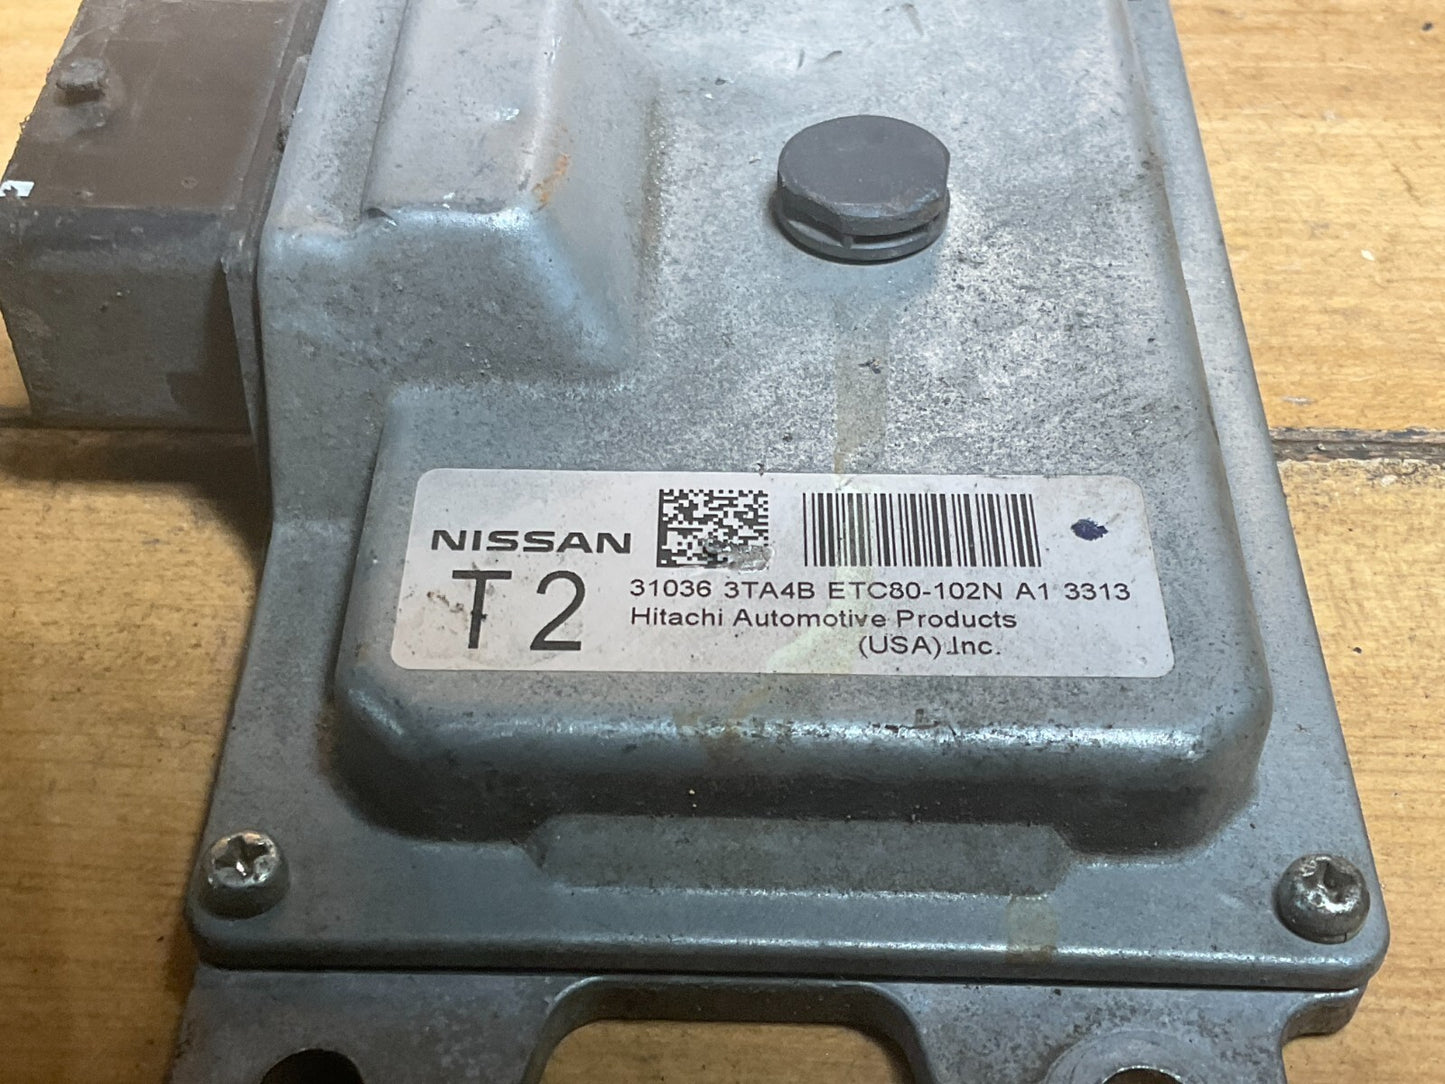 NISSAN
T2
31036 3TA4B ETC80-102N A1 3313
Hitachi Automotive Products
(USA).Inc.